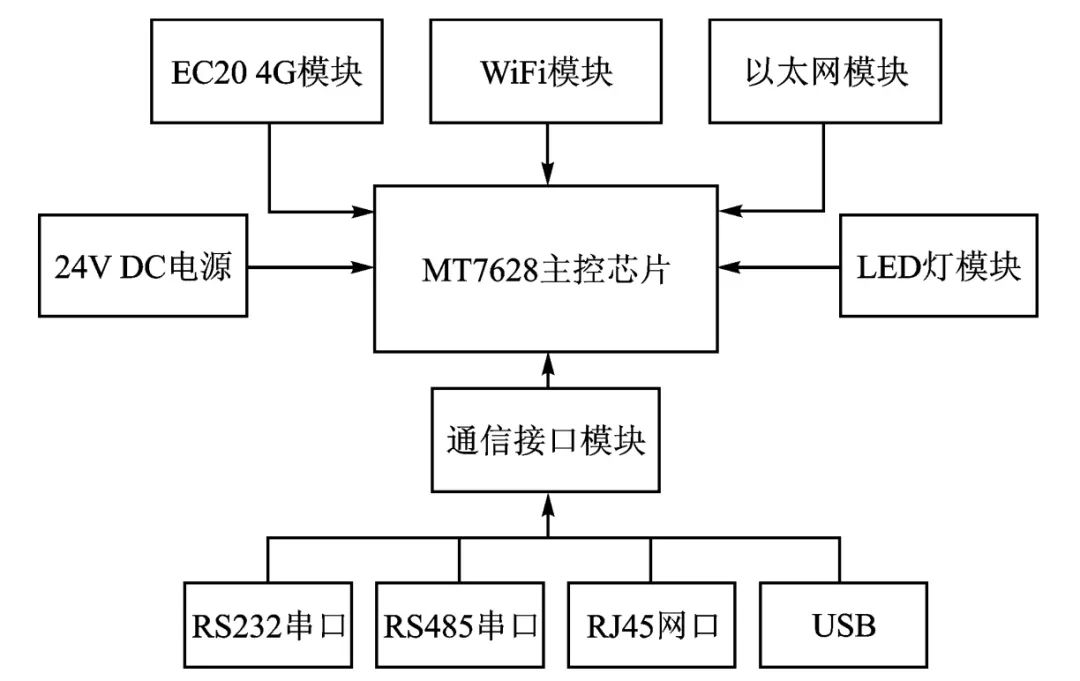 EC20 4G模块
WiFi模块
以太网模块
24V DC电源
MT7628主控芯片
LED灯模块
通信接口模块
RS232串口
RS485串口
RJ45网口
USB